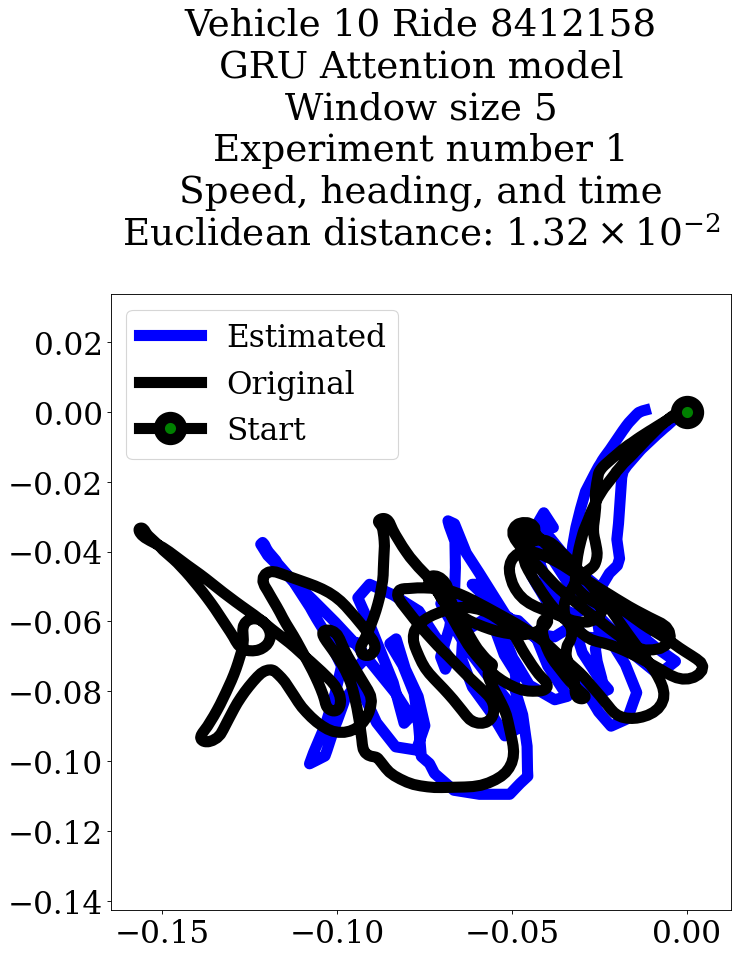 Vehicle 10 Ride 8412158
GRU Attention model
Window size 5
Experiment number 1
Speed, heading, and time
Euclidean distance: 1.32 × 10⁻²
Estimated
Original
Start
0.02
0.00
−0.02
−0.04
−0.06
−0.08
−0.10
−0.12
−0.14
−0.15
−0.10
−0.05
0.00